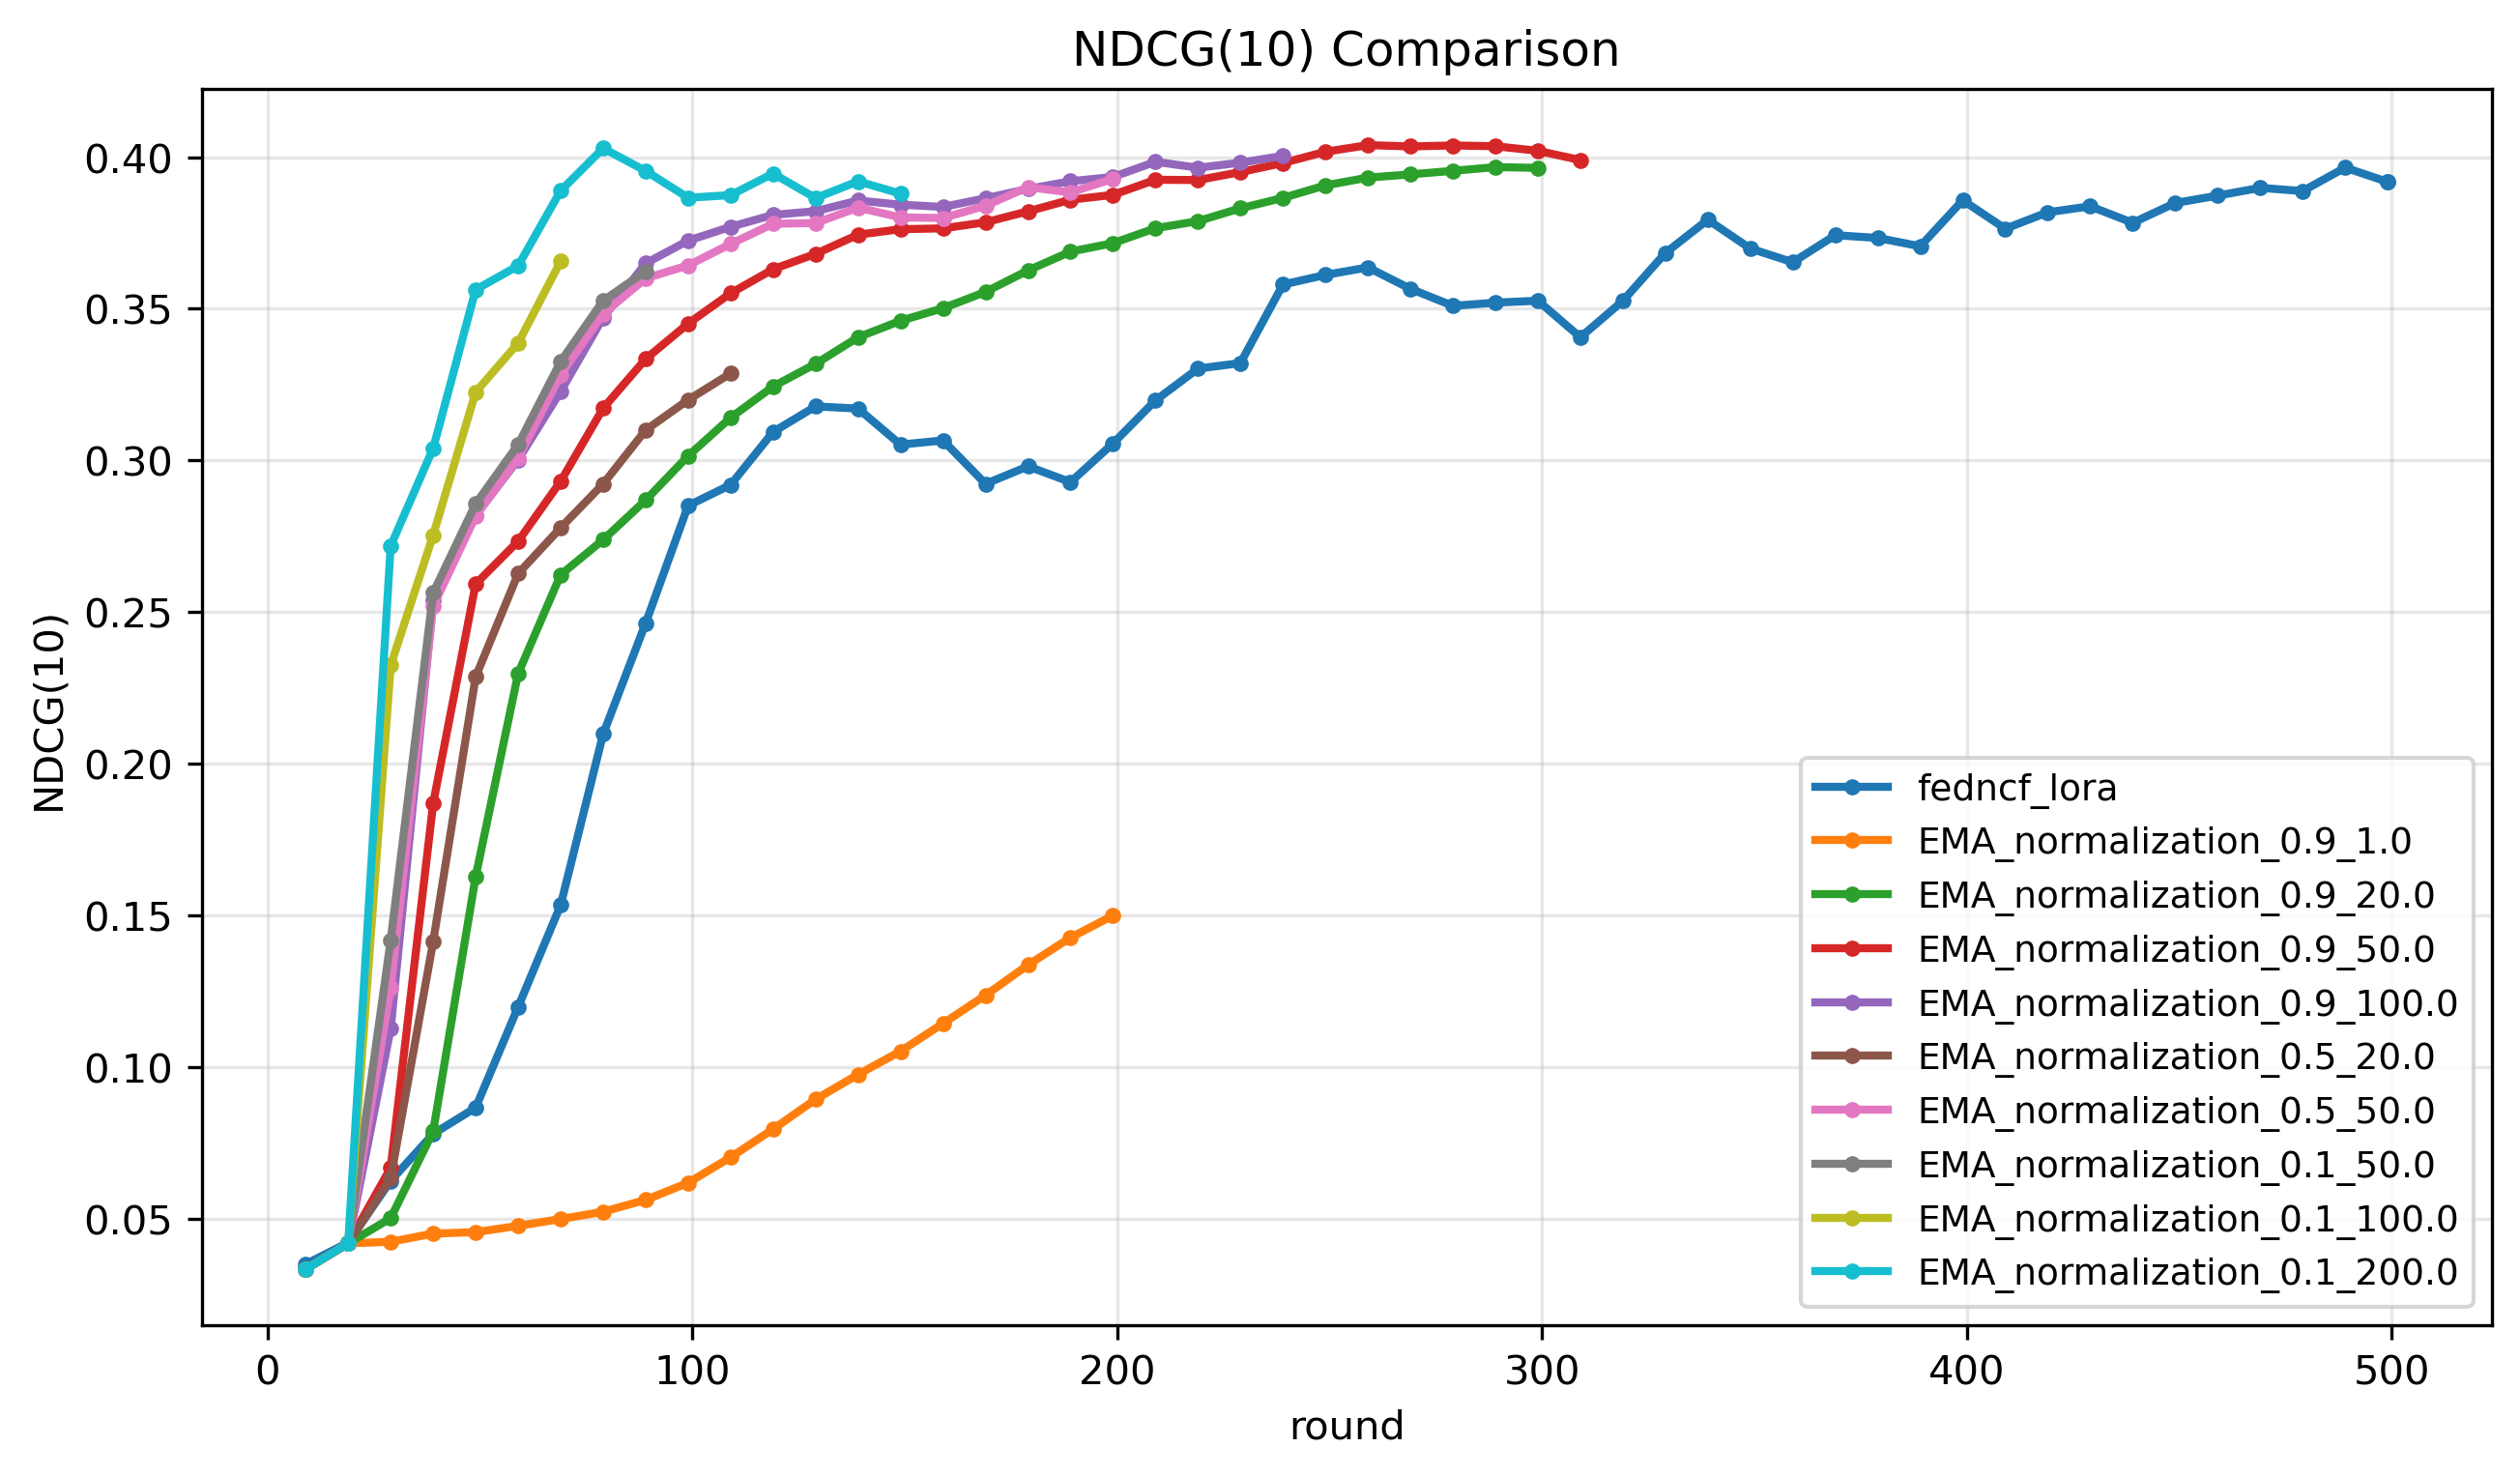 NDCG(10) Comparison
NDCG(10)
0.40
0.35
0.30
0.25
0.20
0.15
0.10
0.05
0
100
200
300
400
500
round
fedncf_lora
EMA_normalization_0.9_1.0
EMA_normalization_0.9_20.0
EMA_normalization_0.9_50.0
EMA_normalization_0.9_100.0
EMA_normalization_0.5_20.0
EMA_normalization_0.5_50.0
EMA_normalization_0.1_50.0
EMA_normalization_0.1_100.0
EMA_normalization_0.1_200.0